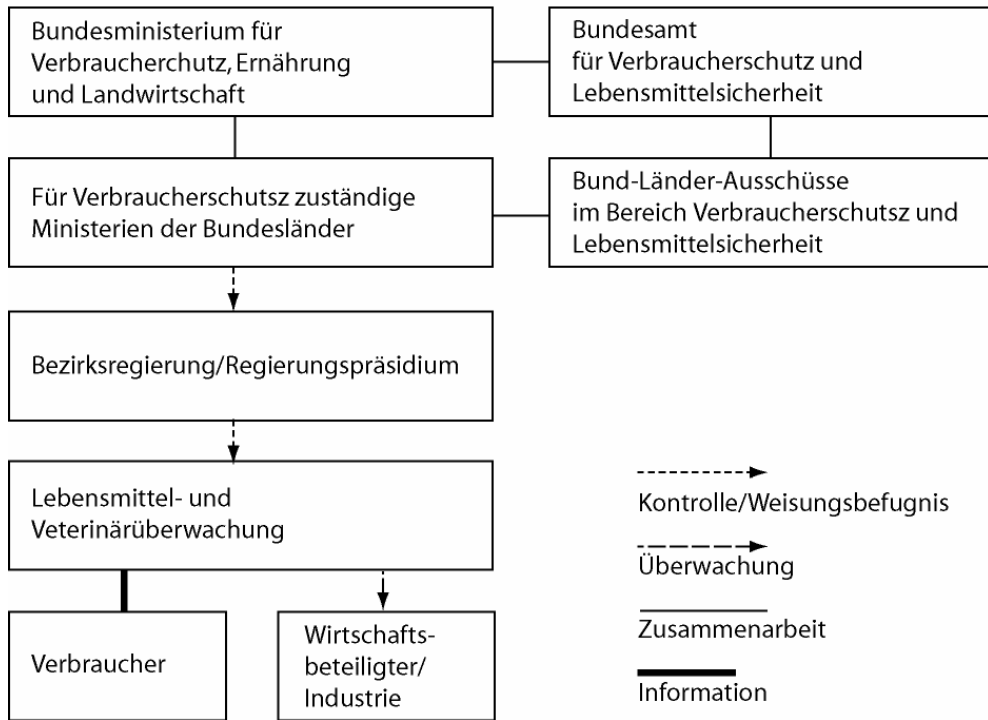 Bundesministerium für
Verbraucherchutz, Ernährung
und Landwirtschaft
Bundesamt
für Verbraucherschutz und
Lebensmittelsicherheit
Für Verbraucherschutsz zuständige
Ministerien der Bundesländer
Bund-Länder-Ausschüsse
im Bereich Verbraucherschutsz und
Lebensmittelsicherheit
Bezirksregierung/Regierungspräsidium
Lebensmittel- und
Veterinärüberwachung
Verbraucher
Wirtschafts-
beteiligter/
Industrie
Kontrolle/Weisungsbefugnis
Überwachung
Zusammenarbeit
Information